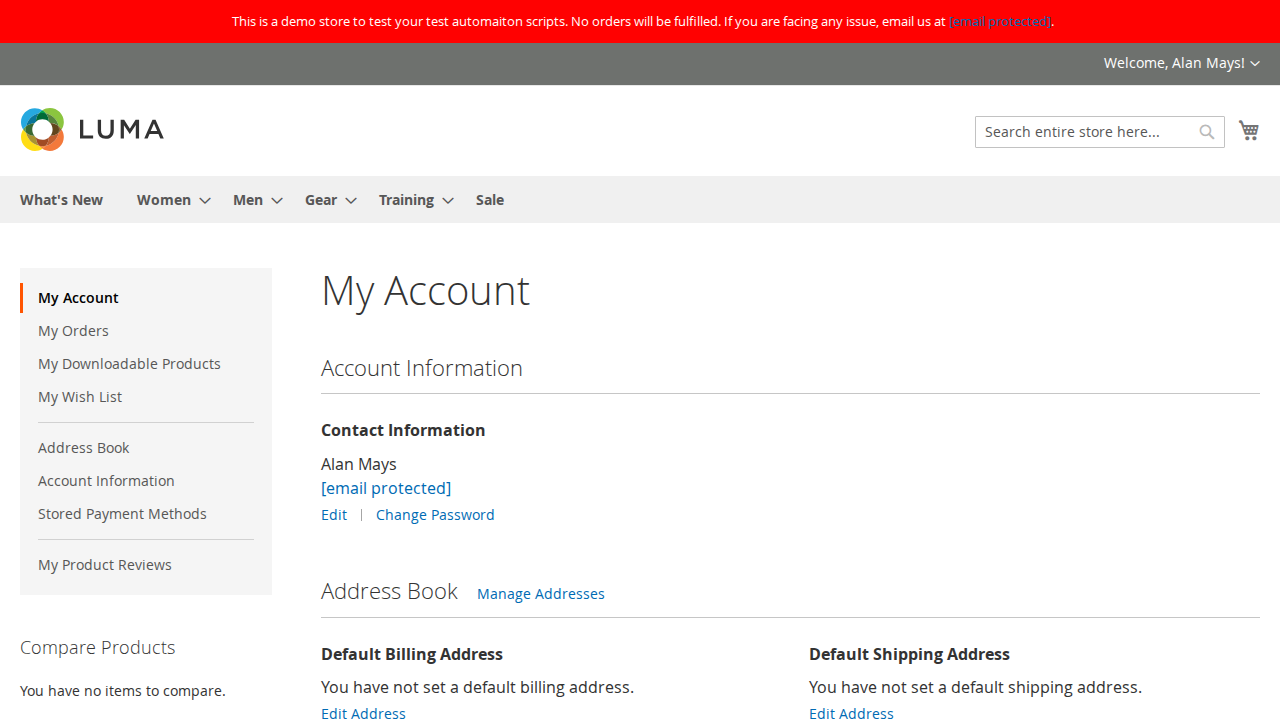 This is a demo store to test your test automaiton scripts. No orders will be fulfilled. If you are facing any issue, email us at [email protected].
Welcome, Alan Mays!
LUMA
Search entire store here...
What's New Women Men Gear Training Sale
My Account
My Orders
My Downloadable Products
My Wish List
Address Book
Account Information
Stored Payment Methods
My Product Reviews
Compare Products
You have no items to compare.
My Account
Account Information
Contact Information
Alan Mays
[email protected]
Edit | Change Password
Address Book Manage Addresses
Default Billing Address
You have not set a default billing address.
Edit Address
Default Shipping Address
You have not set a default shipping address.
Edit Address